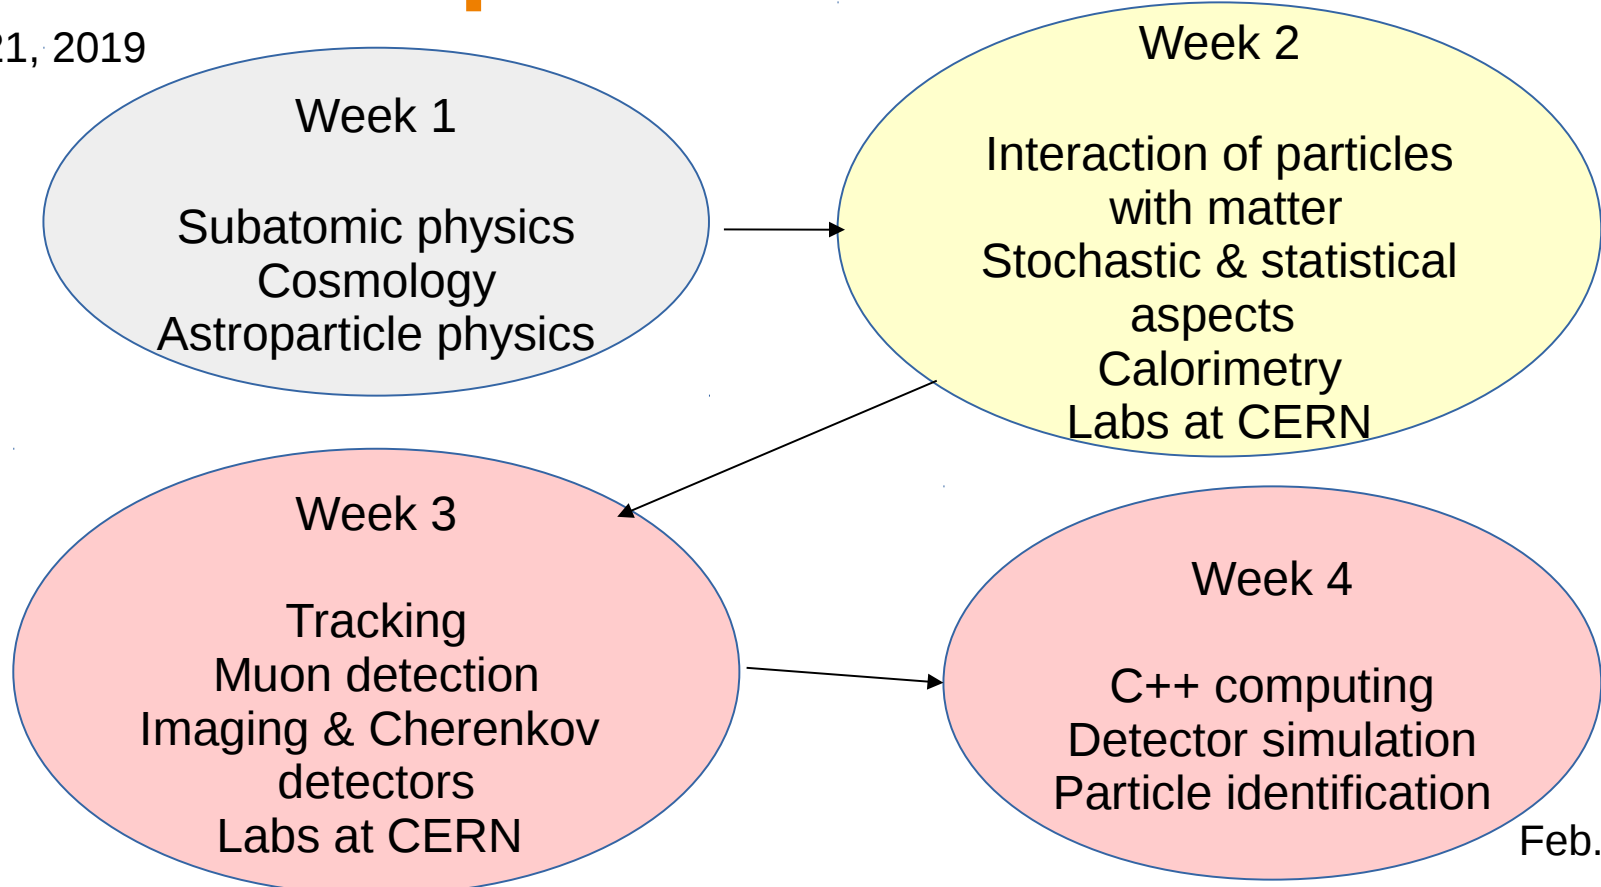 21, 2019
Week 1
Subatomic physics
Cosmology
Astroparticle physics
Week 2
Interaction of particles
with matter
Stochastic & statistical
aspects
Calorimetry
Labs at CERN
Week 3
Tracking
Muon detection
Imaging & Cherenkov
detectors
Labs at CERN
Week 4
C++ computing
Detector simulation
Particle identification
Feb.